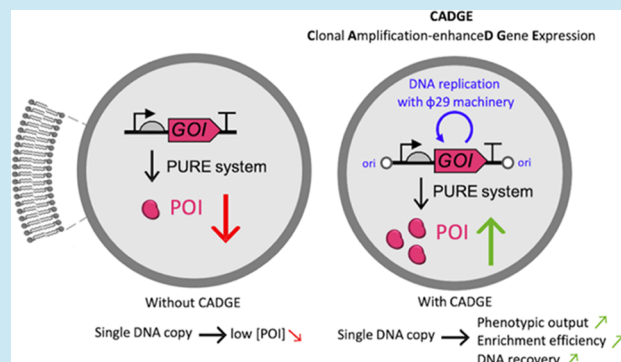 CADGE
Clonal Amplification-enhanceD Gene Expression
DNA replication
with ϕ29 machinery
GOI
PURE system
POI
ori
GOI
ori
PURE system
POI
Without CADGE
Single DNA copy → low [POI] ↘
With CADGE
Single DNA copy →
Phenotypic output ↗
Enrichment efficiency ↗
DNA recovery ↗